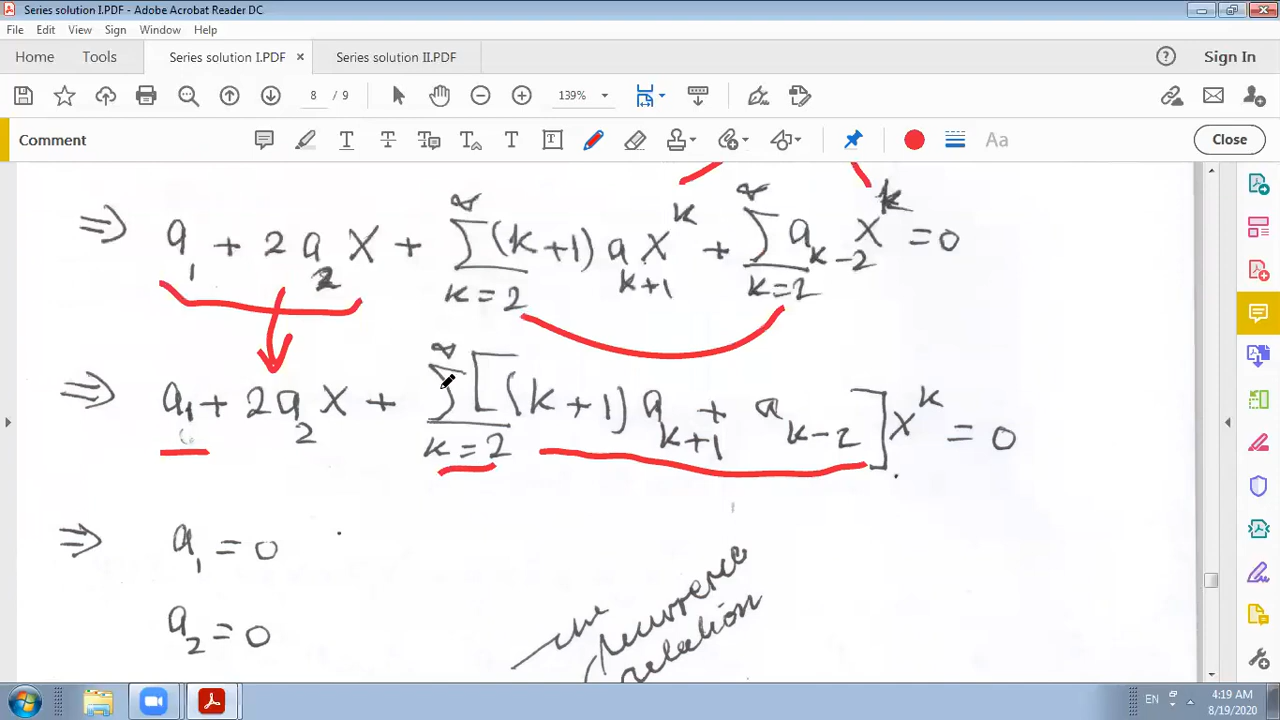 Series solution I.PDF - Adobe Acrobat Reader DC
File Edit View Sign Window Help
Home Tools Series solution I.PDF × Series solution II.PDF Sign In
8 / 9 139%
Comment Close
⇒ a₁ + 2a₂x + ∑_{k=2}^{∞} (k+1) a_{k+1} x^k + ∑_{k=2}^{∞} a_{k-2} x^k = 0
⇒ a₁ + 2a₂x + ∑_{k=2}^{∞} [(k+1) a_{k+1} + a_{k-2}] x^k = 0
⇒ a₁ = 0
a₂ = 0
the
recurrence
relation
EN 4:19 AM
8/19/2020